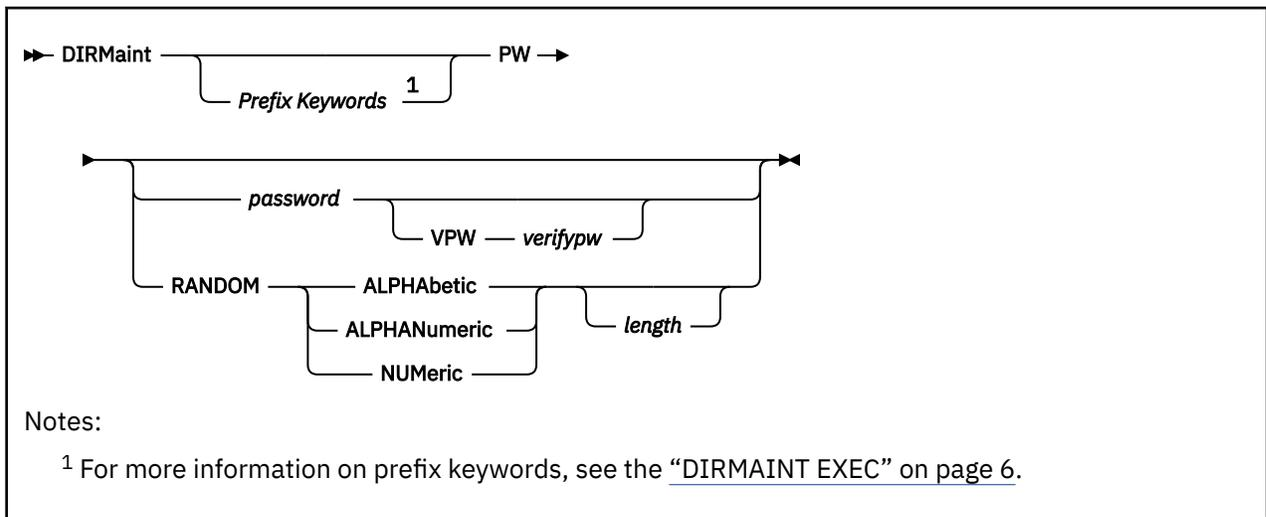 DIRMaint PW
Prefix Keywords 1
password
VPW verifypw
RANDOM ALPHAbetic
length
ALPHANumeric
NUMeric
Notes:
1 For more information on prefix keywords, see the “DIRMAINT EXEC” on page 6.